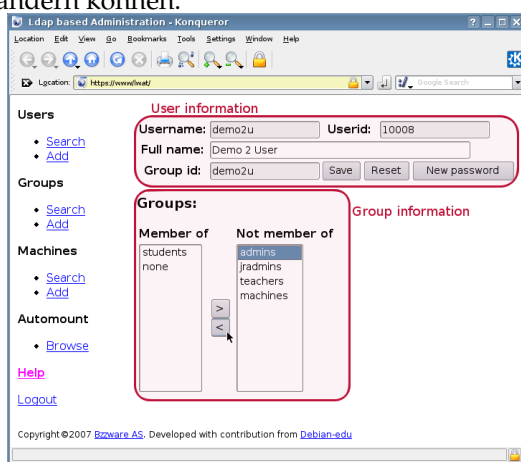 ändern können.
Ldap based Administration - Konqueror
Location Edit View Go Bookmarks Tools Settings Window Help
Location: https://www/lwat/ Google Search
Users
Search
Add
Groups
Search
Add
Machines
Search
Add
Automount
Browse
Help
Logout
User information
Username: demo2u Userid: 10008
Full name: Demo 2 User
Group id: demo2u Save Reset New password
Groups:
Group information
Member of Not member of
students admins
none jradmins
teachers
machines
>
<
Copyright©2007 Bzzware AS. Developed with contribution from Debian-edu